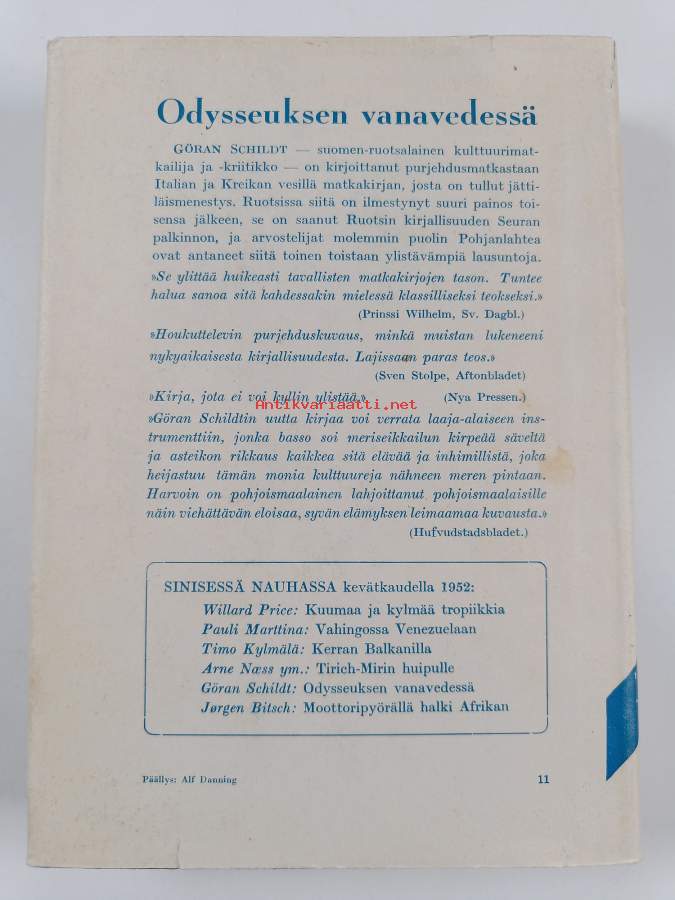 Odysseuksen vanavedessä
GÖRAN SCHILDT — suomen-ruotsalainen kulttuurimat-
kailija ja -kriitikko — on kirjoittanut purjehdusmatkastaan
Italian ja Kreikan vesillä matkakirjan, josta on tullut jätti-
läismenestys. Ruotsissa siitä on ilmestynyt suuri painos toi-
sensa jälkeen, se on saanut Ruotsin kirjallisuuden Seuran
palkinnon, ja arvostelijat molemmin puolin Pohjanlahtea
ovat antaneet siitä toinen toistaan ylistävämpiä lausuntoja.
»Se ylittää huikeasti tavallisten matkakirjojen tason. Tuntee
halua sanoa sitä kahdessakin mielessä klassilliseksi teokseksi.»
(Prinssi Wilhelm, Sv. Dagbl.)
»Houkuttelevin purjehduskuvaus, minkä muistan lukeneeni
nykyaikaisesta kirjallisuudesta. Lajissaan paras teos.»
(Sven Stolpe, Aftonbladet)
»Kirja, jota ei voi kyllin ylistää.» (Nya Pressen.)
Antikvariaatti.net
»Göran Schildtin uutta kirjaa voi verrata laaja-alaiseen ins-
trumenttiin, jonka basso soi meriseikkailun kirpeää säveltä
ja asteikon rikkaus kaikkea sitä elävää ja inhimillistä, joka
heijastuu tämän monia kulttuureja nähneen meren pintaan.
Harvoin on pohjoismaalainen lahjoittanut pohjoismaalaisille
näin viehättävän eloisaa, syvän elämyksen leimaamaa kuvausta.»
(Hufvudstadsbladet.)
SINISESSÄ NAUHASSA kevätkaudella 1952:
Willard Price: Kuumaa ja kylmää tropiikkia
Pauli Marttina: Vahingossa Venezuelaan
Timo Kylmälä: Kerran Balkanilla
Arne Næss ym.: Tirich-Mirin huipulle
Göran Schildt: Odysseuksen vanavedessä
Jørgen Bitsch: Moottoripyörällä halki Afrikan
Päällys: Alf Danning 11